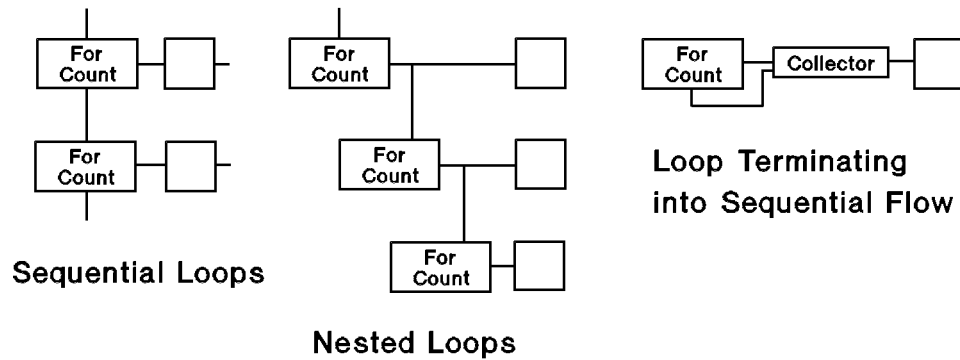 For
Count
For
Count
Sequential Loops
For
Count
For
Count
For
Count
Nested Loops
For
Count
Collector
Loop Terminating
into Sequential Flow